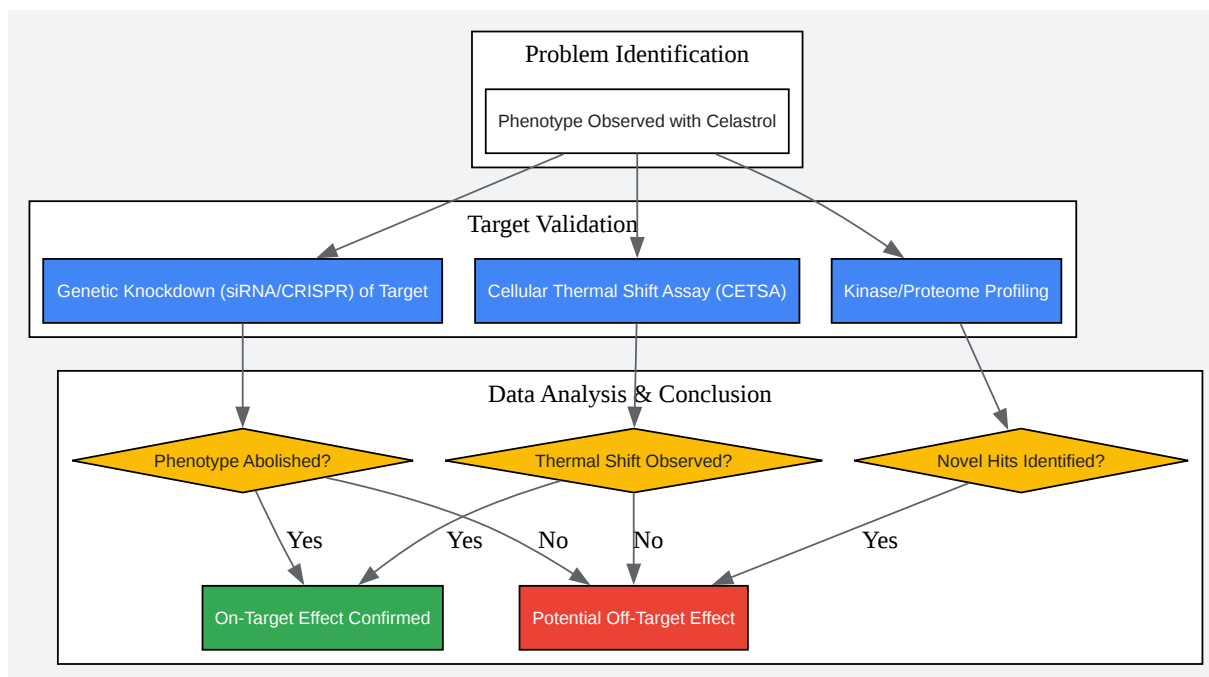 Problem Identification
Phenotype Observed with Celastrol
Target Validation
Genetic Knockdown (siRNA/CRISPR) of Target
Cellular Thermal Shift Assay (CETSA)
Kinase/Proteome Profiling
Data Analysis & Conclusion
Phenotype Abolished?
Thermal Shift Observed?
Novel Hits Identified?
Yes
Yes
No
No
Yes
On-Target Effect Confirmed
Potential Off-Target Effect